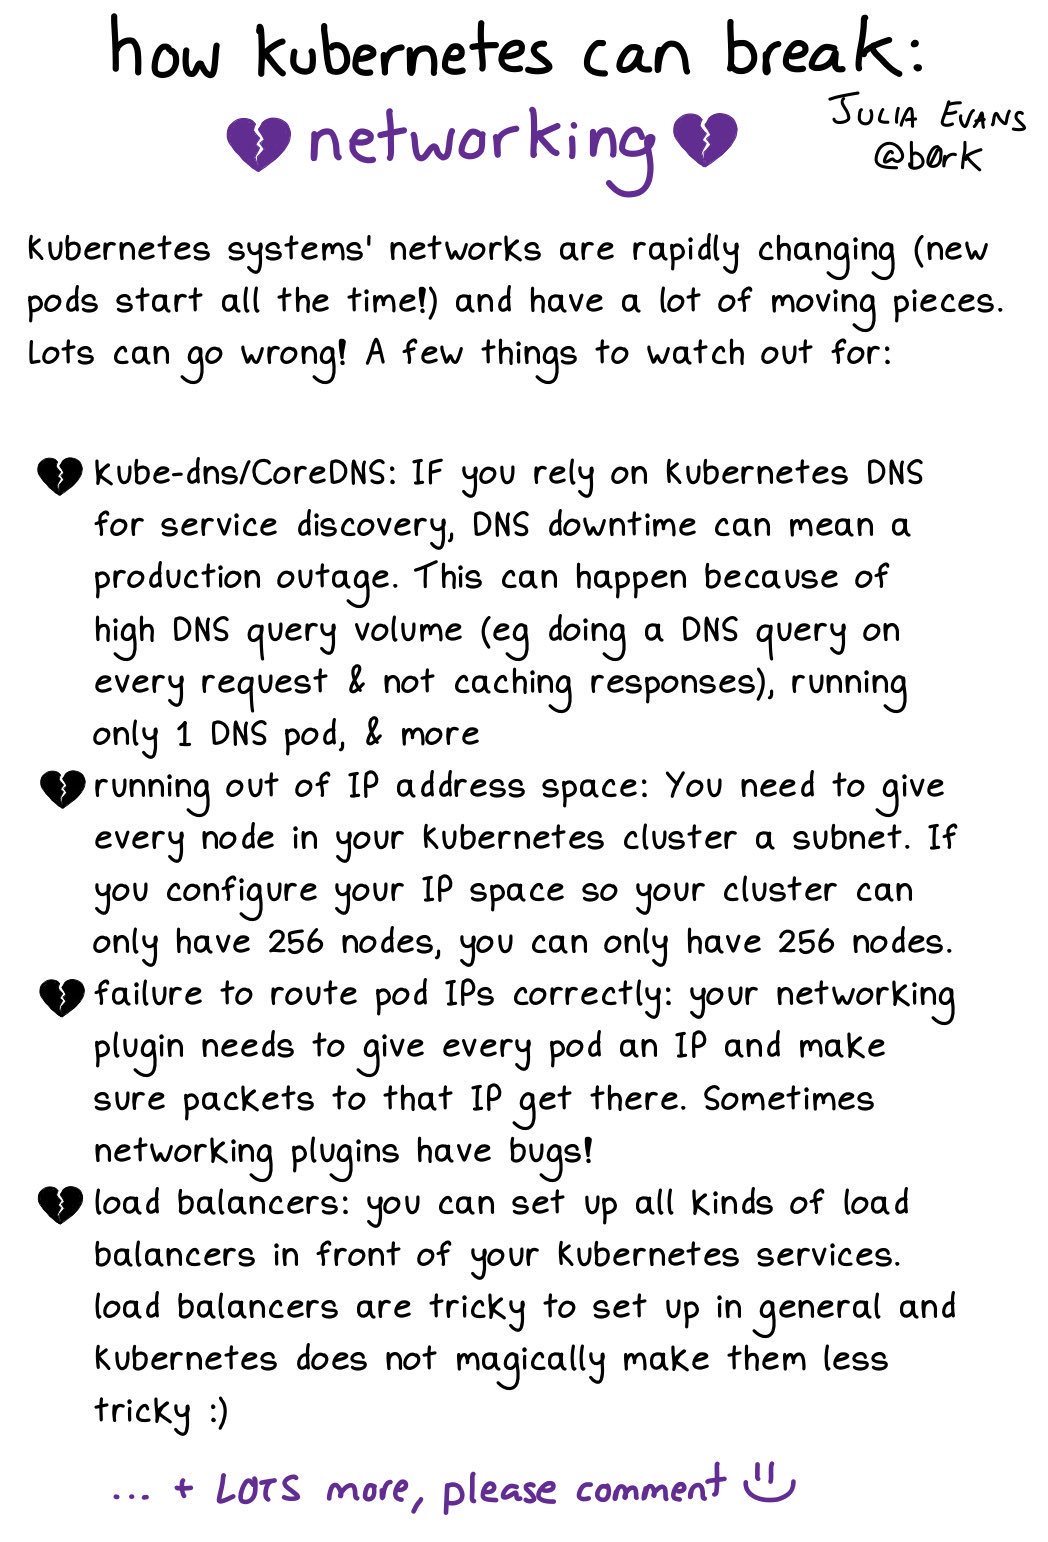 how kubernetes can break:
networking
JULIA EVANS
@b0rk
Kubernetes systems' networks are rapidly changing (new
pods start all the time!) and have a lot of moving pieces.
Lots can go wrong! A few things to watch out for:
kube-dns/CoreDNS: IF you rely on Kubernetes DNS
for service discovery, DNS downtime can mean a
production outage. This can happen because of
high DNS query volume (eg doing a DNS query on
every request & not caching responses), running
only 1 DNS pod, & more
running out of IP address space: You need to give
every node in your Kubernetes cluster a subnet. If
you configure your IP space so your cluster can
only have 256 nodes, you can only have 256 nodes.
failure to route pod IPs correctly: your networking
plugin needs to give every pod an IP and make
sure packets to that IP get there. Sometimes
networking plugins have bugs!
load balancers: you can set up all kinds of load
balancers in front of your Kubernetes services.
load balancers are tricky to set up in general and
Kubernetes does not magically make them less
tricky :)
... + LOTS more, please comment